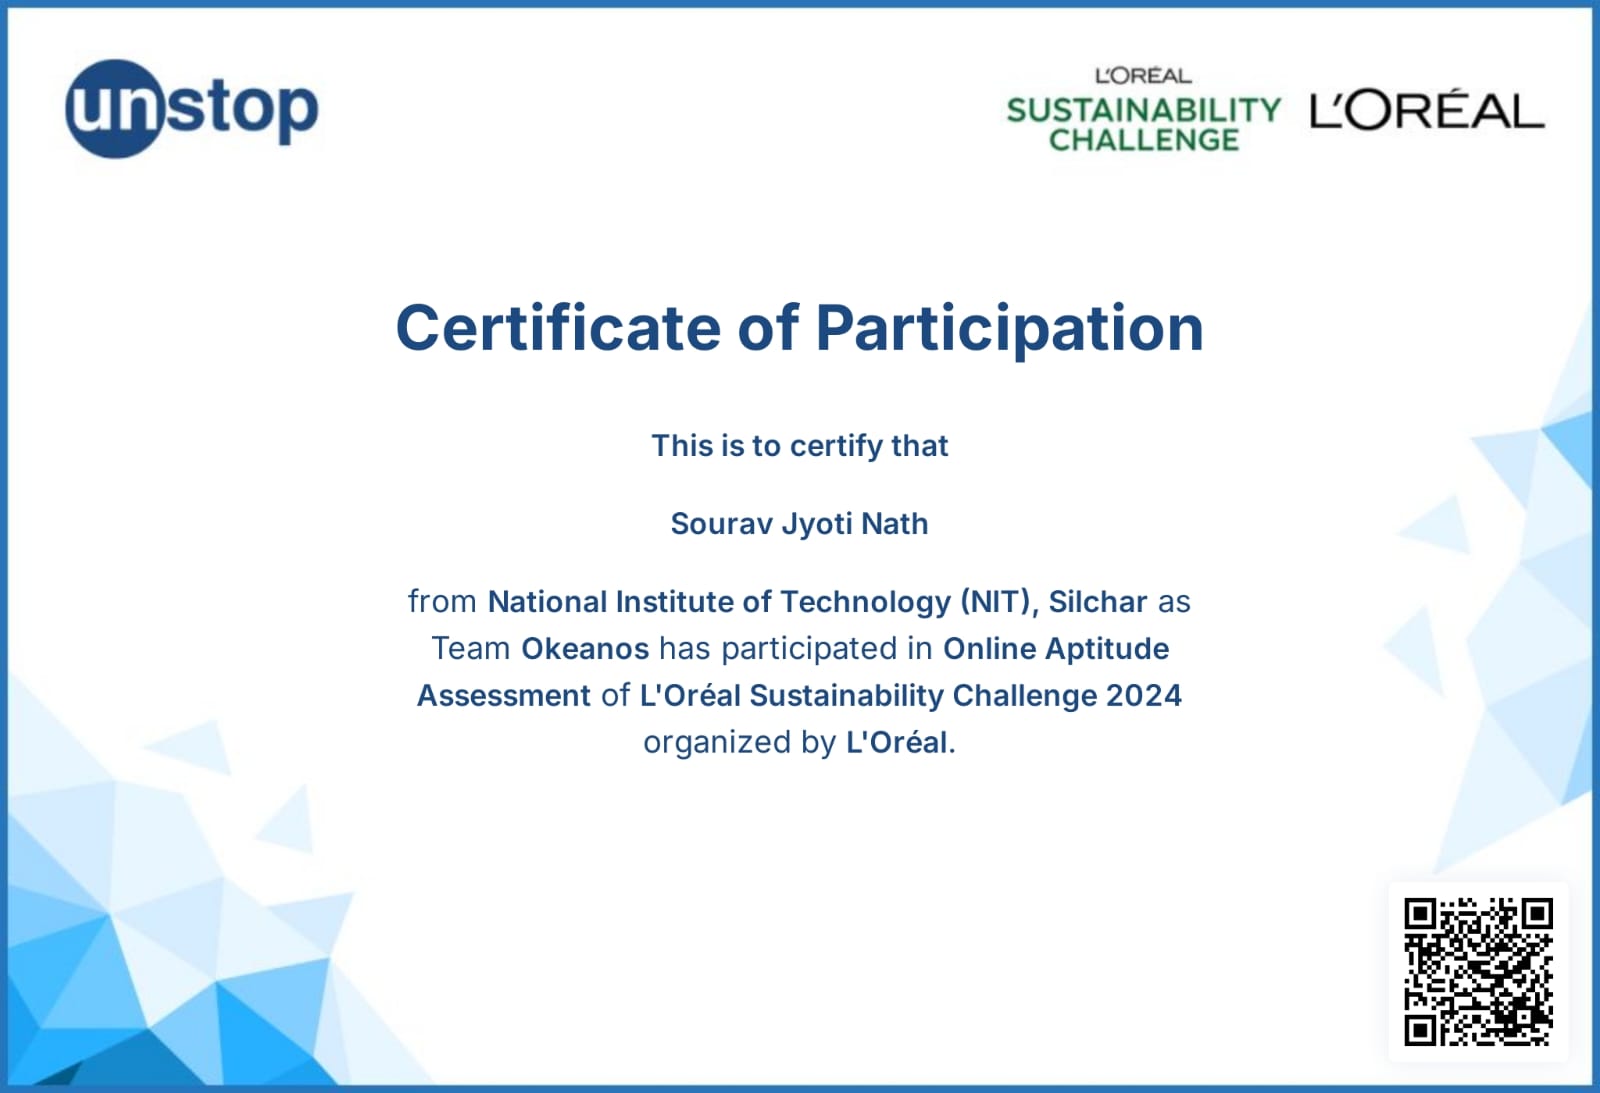 unstop
L'ORÉAL
SUSTAINABILITY
CHALLENGE
L'ORÉAL
Certificate of Participation
This is to certify that
Sourav Jyoti Nath
from National Institute of Technology (NIT), Silchar as
Team Okeanos has participated in Online Aptitude
Assessment of L'Oréal Sustainability Challenge 2024
organized by L'Oréal.